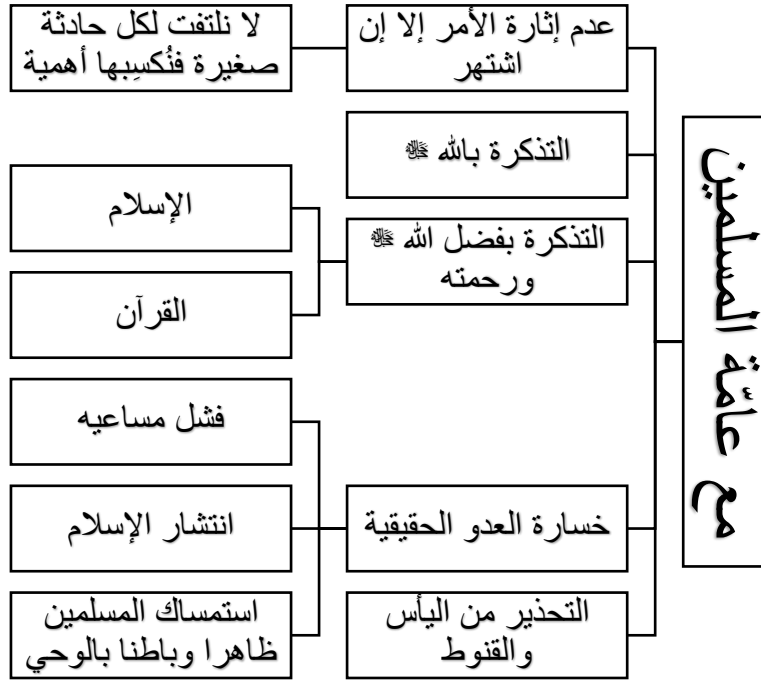 مع عامّة المسلمين
عدم إثارة الأمر إلا إن
اشتهر
لا نلتفت لكل حادثة
صغيرة فنُكسِبها أهمية
التذكرة بالله ﷻ
التذكرة بفضل الله ﷻ
ورحمته
الإسلام
القرآن
خسارة العدو الحقيقية
فشل مساعيه
انتشار الإسلام
استمساك المسلمين
ظاهرا وباطنا بالوحي
التحذير من اليأس
والقنوط